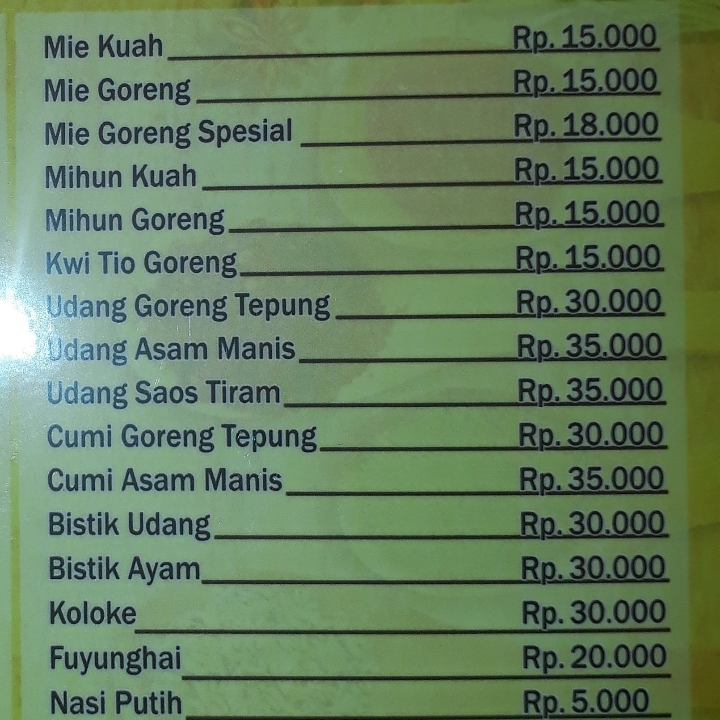 Mie Kuah Rp. 15.000
Mie Goreng Rp. 15.000
Mie Goreng Spesial Rp. 18.000
Mihun Kuah Rp. 15.000
Mihun Goreng Rp. 15.000
Kwi Tio Goreng Rp. 15.000
Udang Goreng Tepung Rp. 30.000
Udang Asam Manis Rp. 35.000
Udang Saos Tiram Rp. 35.000
Cumi Goreng Tepung Rp. 30.000
Cumi Asam Manis Rp. 35.000
Bistik Udang Rp. 30.000
Bistik Ayam Rp. 30.000
Koloke Rp. 30.000
Fuyunghai Rp. 20.000
Nasi Putih Rp. 5.000